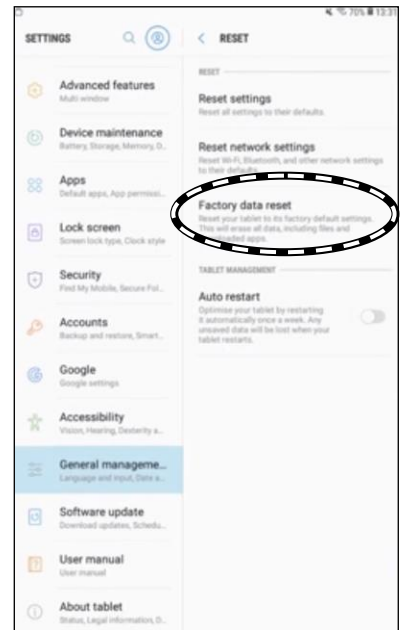 70% 13:31
SETTINGS
Advanced features
Multi window
Device maintenance
Battery, Storage, Memory, D..
Apps
Default apps, App permissi..
Lock screen
Screen lock type, Clock style
Security
Find My Mobile, Secure Fol..
Accounts
Backup and restore, Smart..
Google
Google settings
Accessibility
Vision, Hearing, Dexterity a..
General manageme...
Language and input, Date a..
Software update
Download updates, Schedu..
User manual
User manual
About tablet
Status, Legal information, D..
RESET
RESET
Reset settings
Reset all settings to their defaults.
Reset network settings
Reset Wi-Fi, Bluetooth, and other network settings
to their defaults.
Factory data reset
Reset your tablet to its factory default settings.
This will erase all data, including files and
downloaded apps.
TABLET MANAGEMENT
Auto restart
Optimise your tablet by restarting
it automatically once a week. Any
unsaved data will be lost when your
tablet restarts.